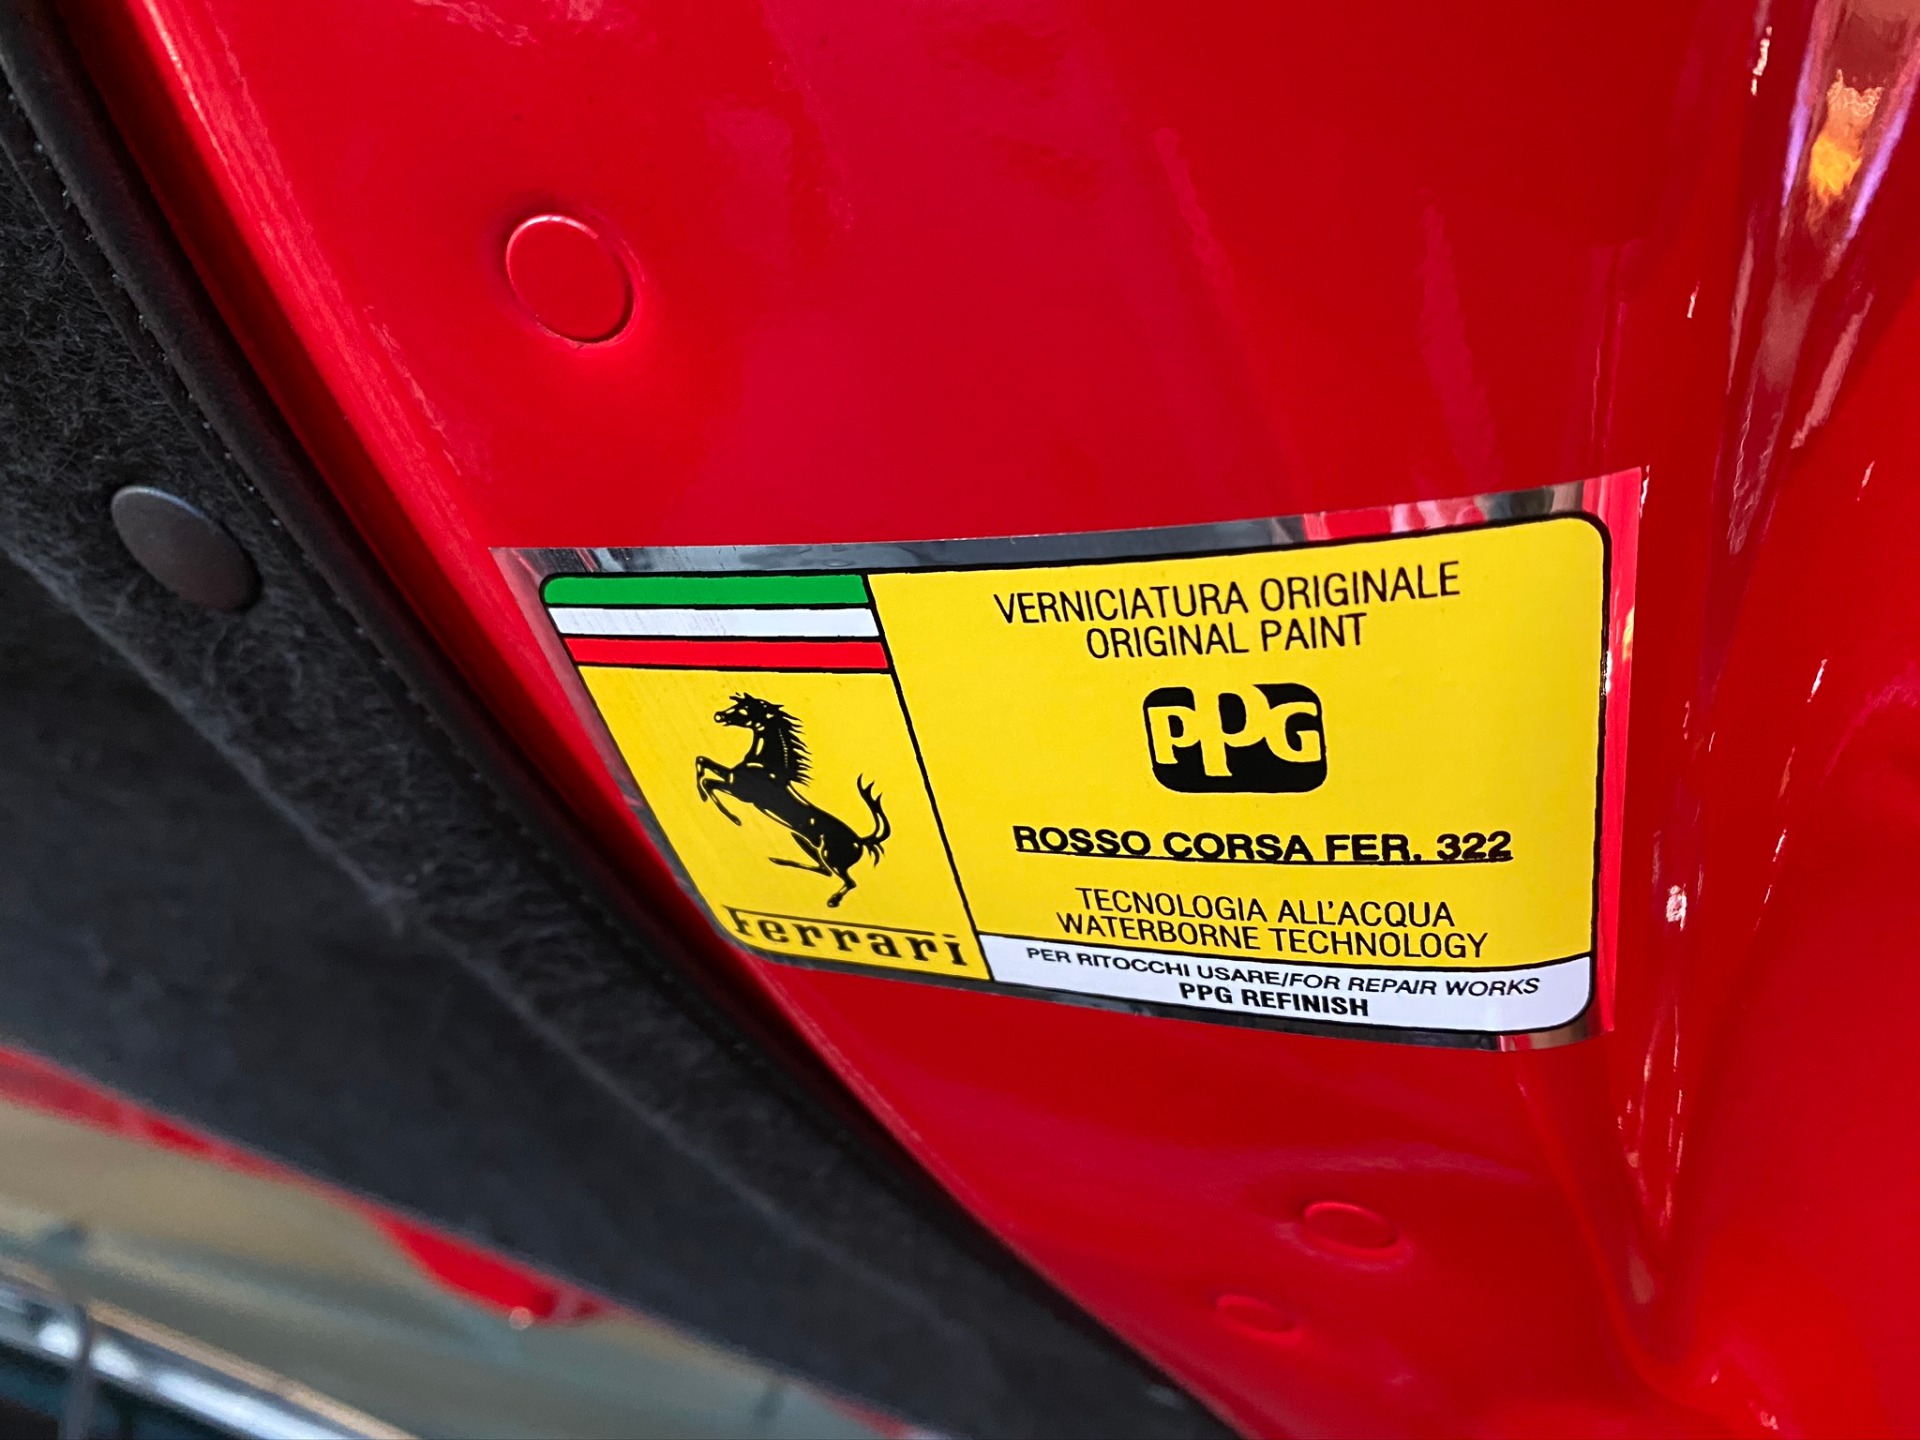 VERNICIATURA ORIGINALE
ORIGINAL PAINT
PPG
ROSSO CORSA FER. 322
TECNOLOGIA ALL'ACQUA
WATERBORNE TECHNOLOGY
Ferrari
PER RITOCCHI USARE/FOR REPAIR WORKS
PPG REFINISH